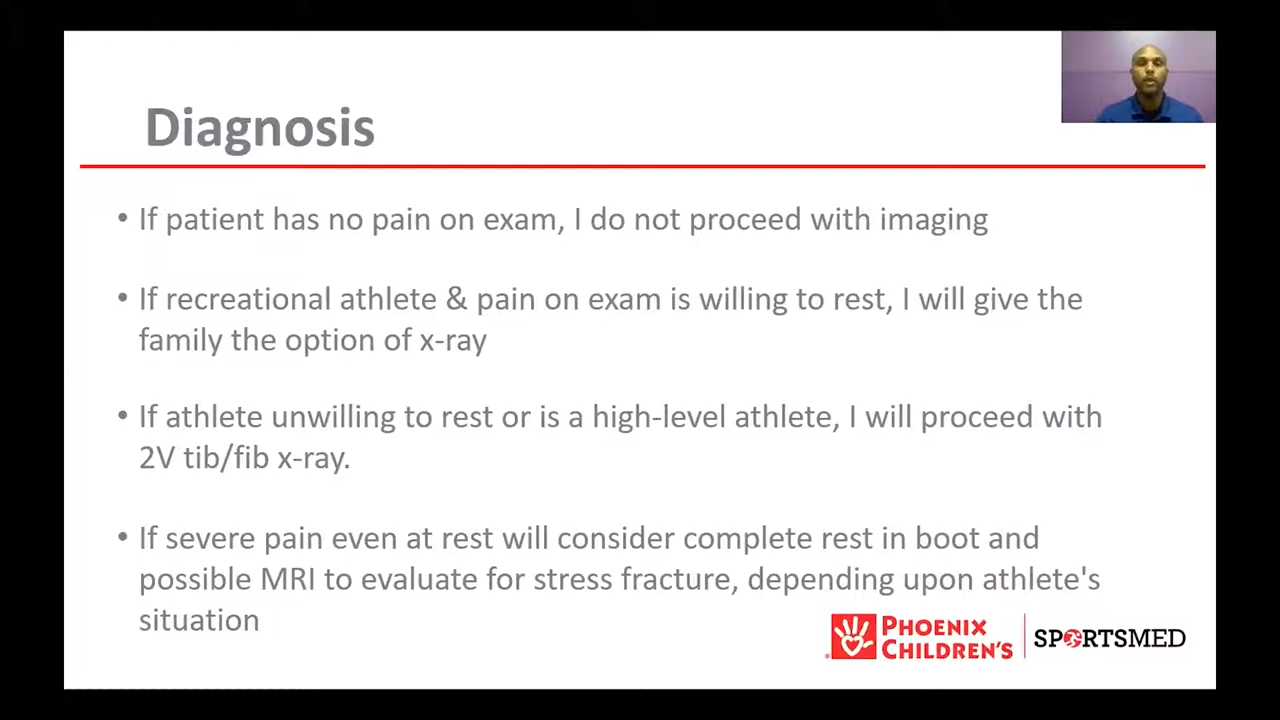 Diagnosis
• If patient has no pain on exam, I do not proceed with imaging
• If recreational athlete & pain on exam is willing to rest, I will give the
family the option of x-ray
• If athlete unwilling to rest or is a high-level athlete, I will proceed with
2V tib/fib x-ray.
• If severe pain even at rest will consider complete rest in boot and
possible MRI to evaluate for stress fracture, depending upon athlete's
situation
PHOENIX
CHILDREN'S
SPORTSMED